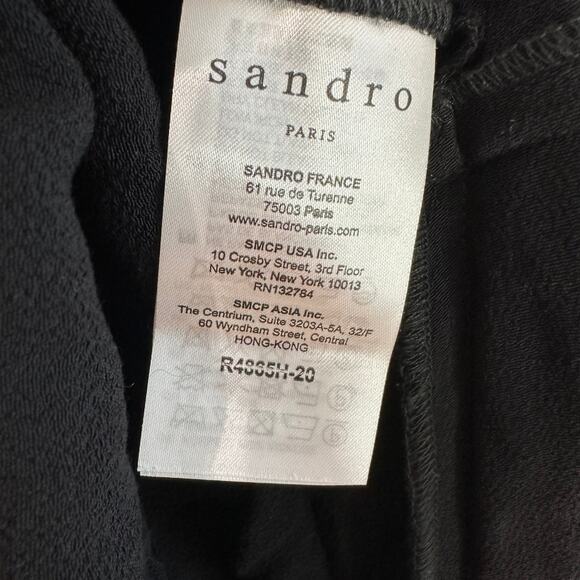 sandro
PARIS
SANDRO FRANCE
61 rue de Turenne
75003 Paris
www.sandro-paris.com
SMCP USA Inc.
10 Crosby Street, 3rd Floor
New York, New York 10013
RN132784
SMCP ASIA Inc.
The Centrium, Suite 3203A-5A, 32/F
60 Wyndham Street, Central
HONG-KONG
R4865H-20